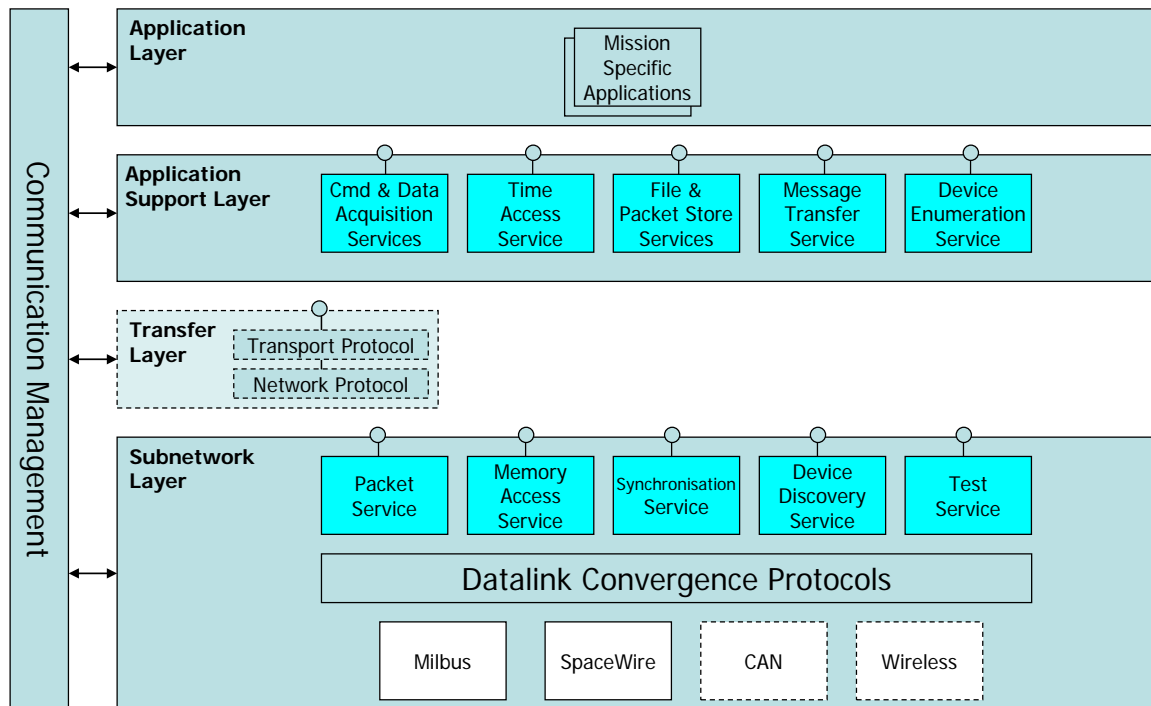 Communication Management
Application
Layer
Mission
Specific
Applications
Application
Support Layer
Cmd & Data
Acquisition
Services
Time
Access
Service
File &
Packet Store
Services
Message
Transfer
Service
Device
Enumeration
Service
Transfer
Layer
Transport Protocol
Network Protocol
Subnetwork
Layer
Packet
Service
Memory
Access
Service
Synchronisation
Service
Device
Discovery
Service
Test
Service
Datalink Convergence Protocols
Milbus
SpaceWire
CAN
Wireless